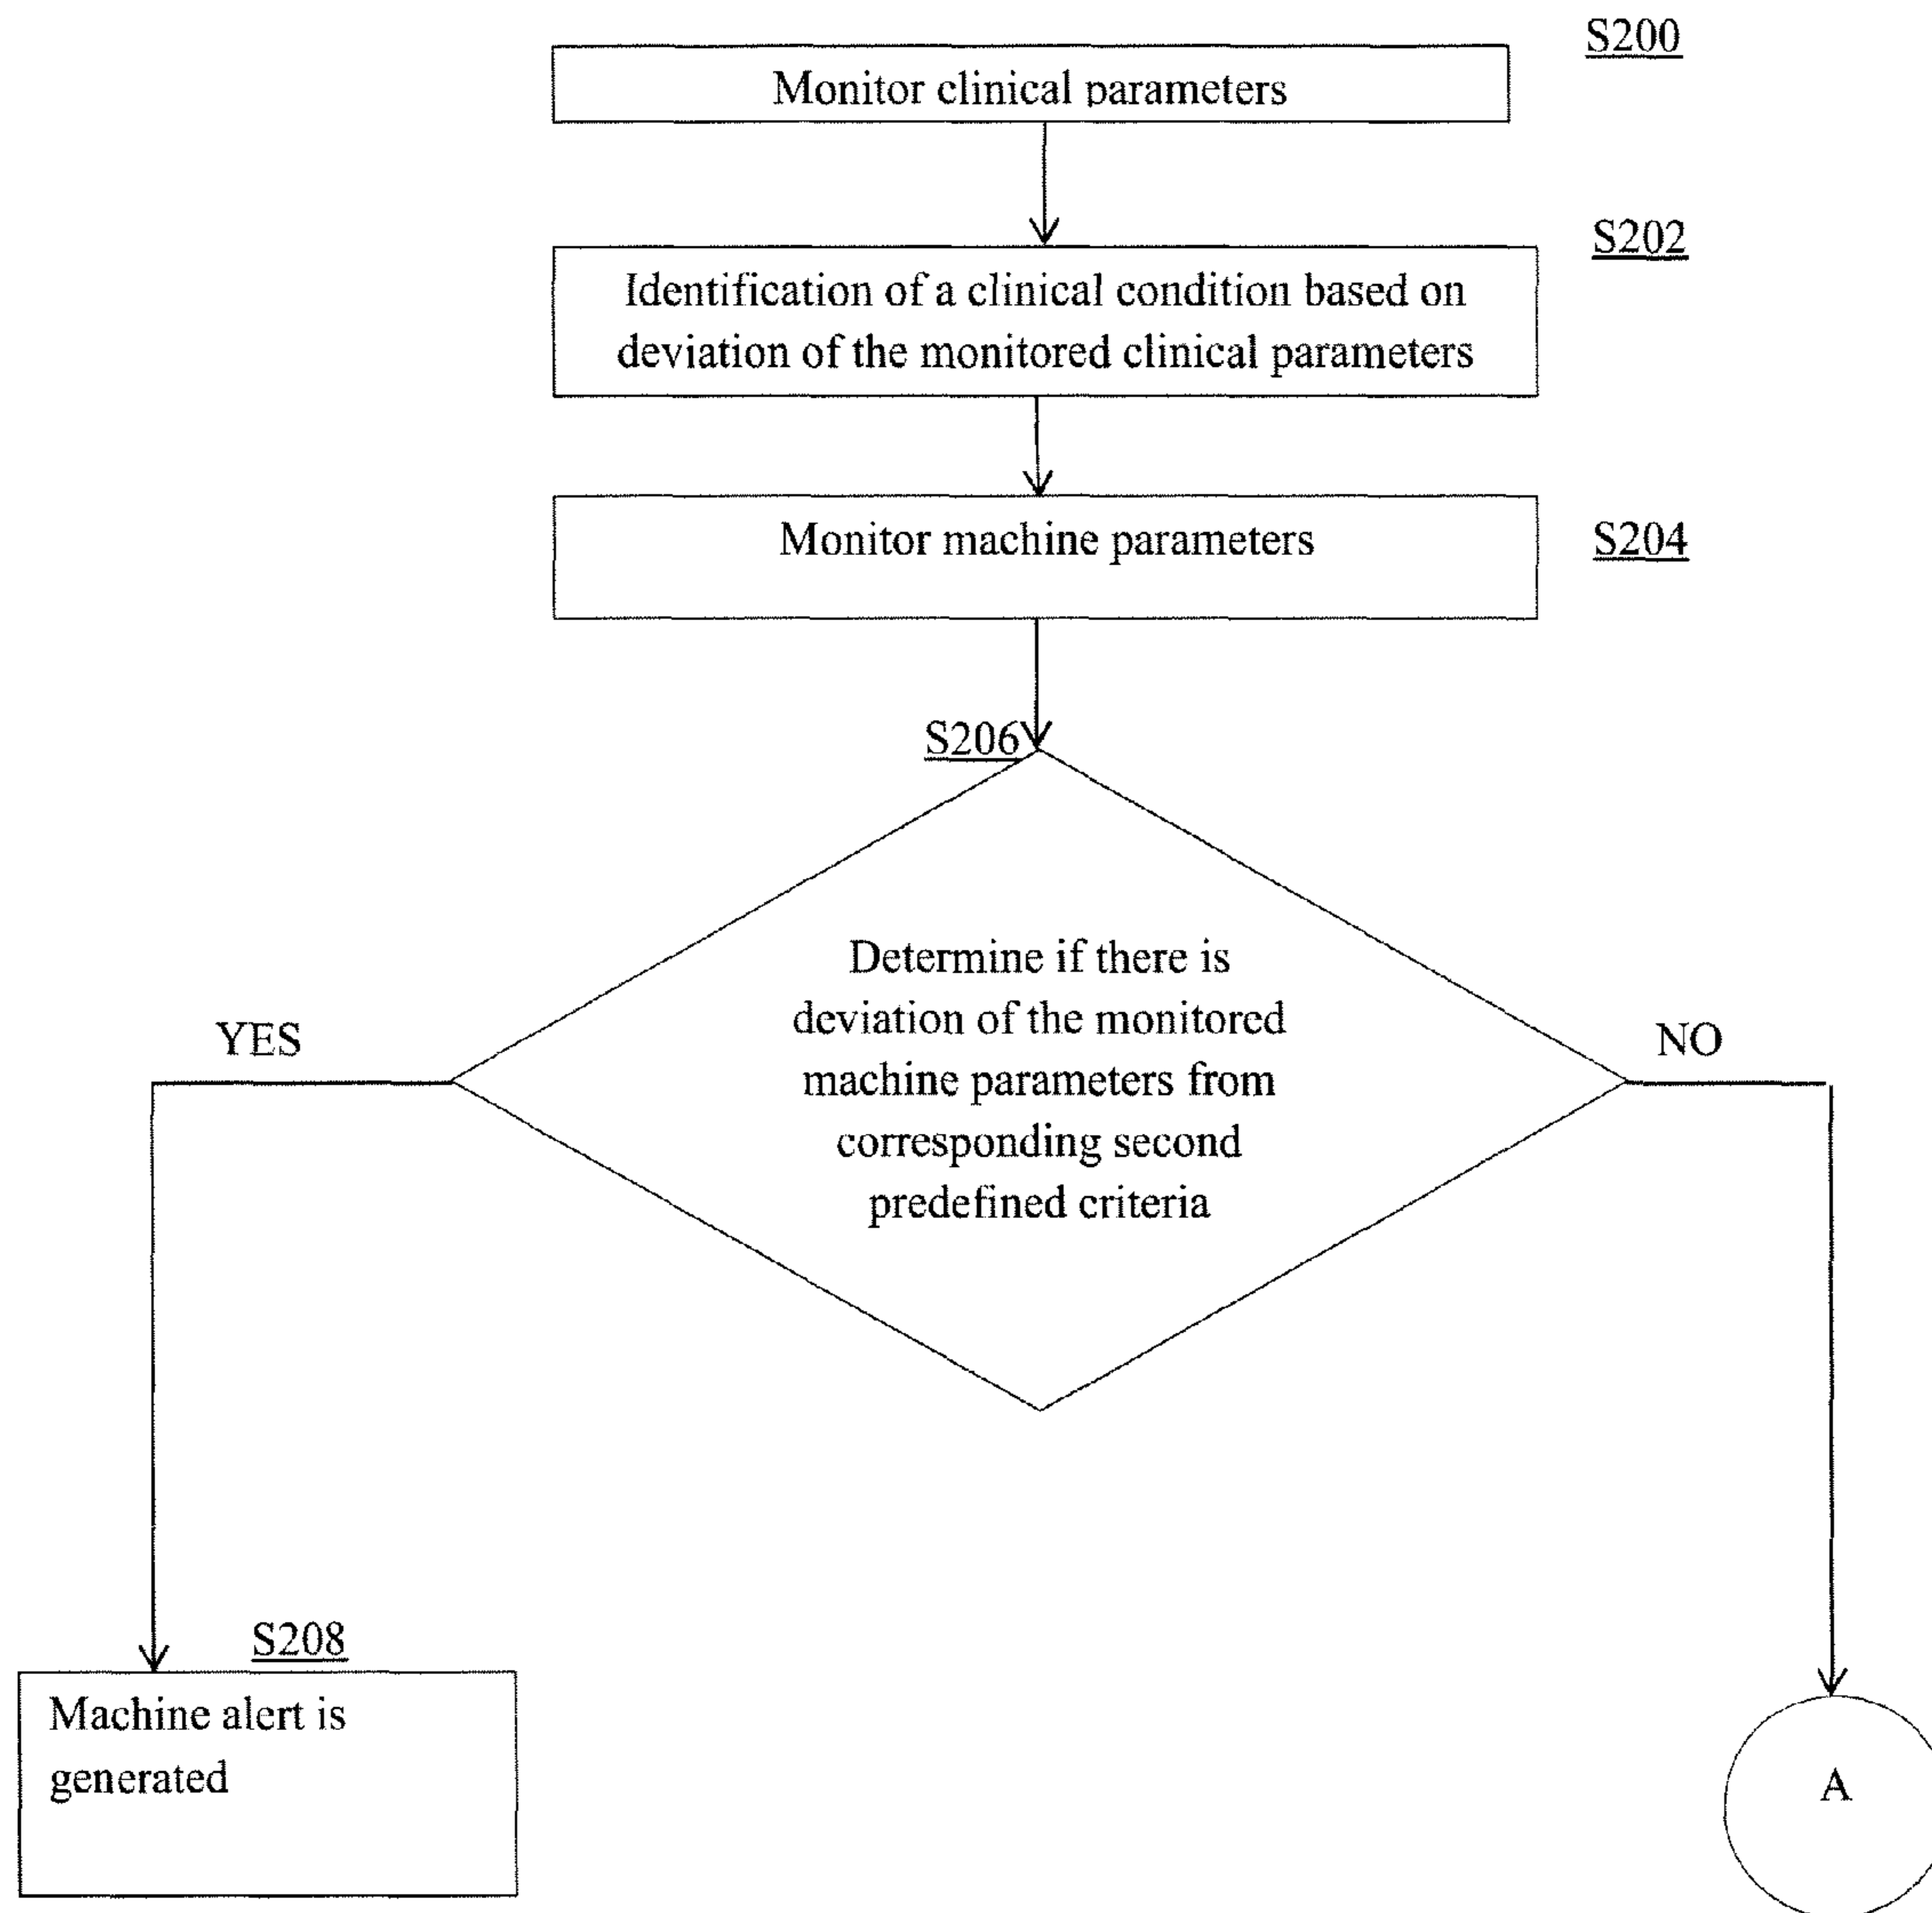 S200
Monitor clinical parameters
S202
Identification of a clinical condition based on
deviation of the monitored clinical parameters
Monitor machine parameters
S204
S206
Determine if there is
deviation of the monitored
machine parameters from
corresponding second
predefined criteria
YES
NO
S208
Machine alert is
generated
A